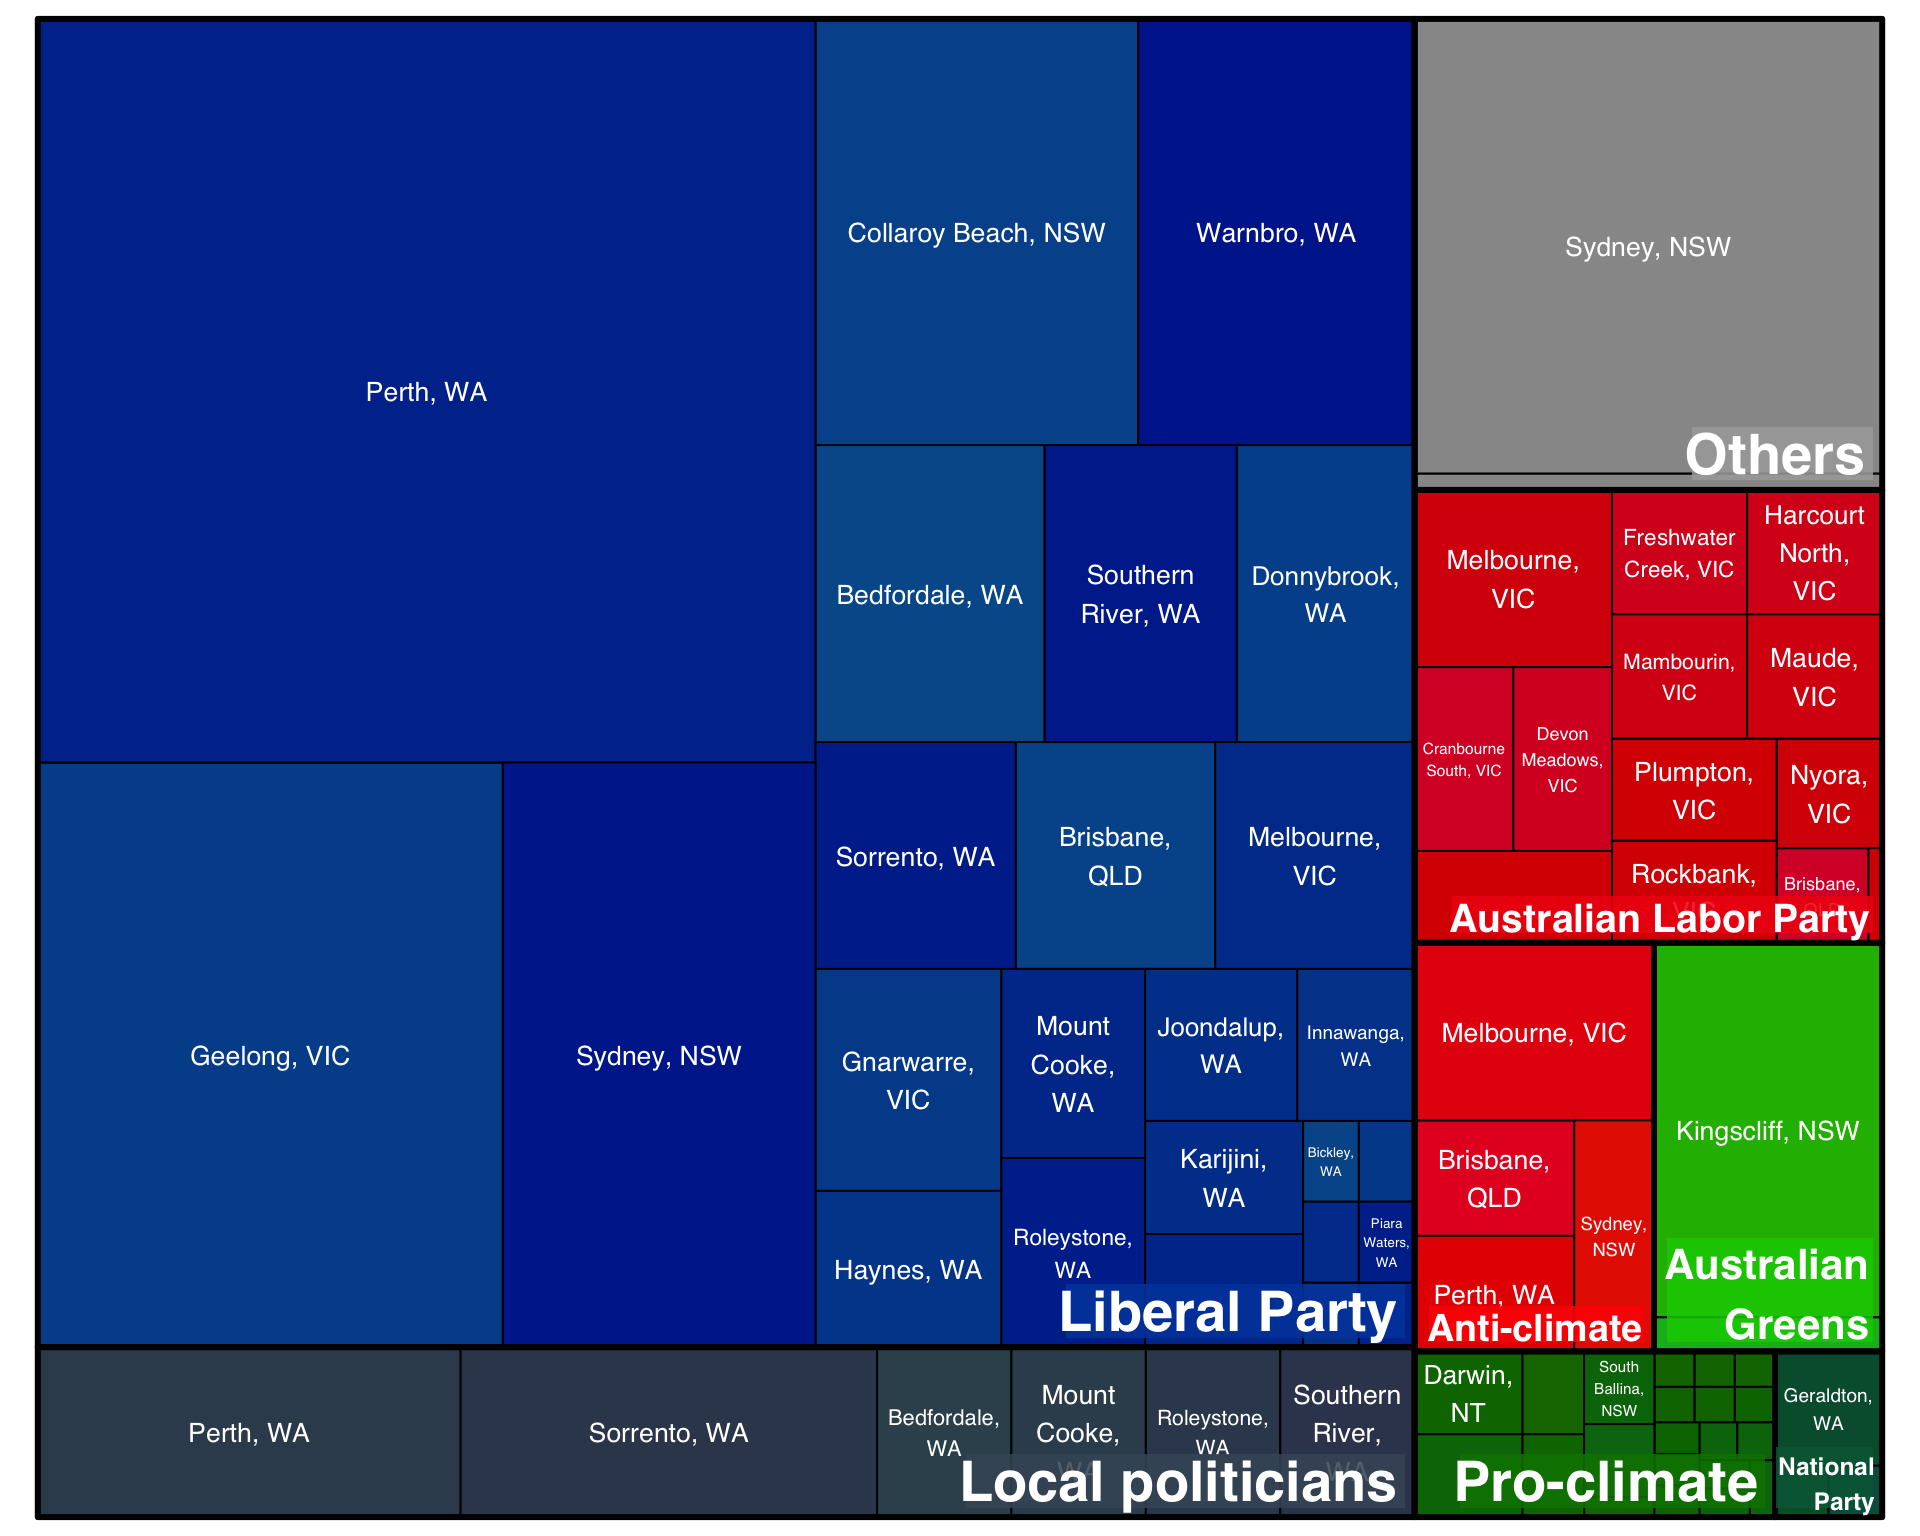 Perth, WA
Geelong, VIC
Sydney, NSW
Collaroy Beach, NSW
Warnbro, WA
Bedfordale, WA
Southern
River, WA
Donnybrook,
WA
Sorrento, WA
Brisbane,
QLD
Melbourne,
VIC
Gnarwarre,
VIC
Haynes, WA
Mount
Cooke,
WA
Roleystone,
WA
Joondalup,
WA
Innawanga,
WA
Karijini,
WA
Bickley,
WA
Piara
Waters,
WA
Liberal Party
Perth, WA
Sorrento, WA
Bedfordale,
WA
Mount
Cooke,
WA
Roleystone,
WA
Southern
River,
WA
Local politicians
Sydney, NSW
Others
Melbourne,
VIC
Freshwater
Creek, VIC
Harcourt
North,
VIC
Mambourin,
VIC
Maude,
VIC
Cranbourne
South, VIC
Devon
Meadows,
VIC
Plumpton,
VIC
Nyora,
VIC
Rockbank,
VIC
Brisbane,
QLD
Australian Labor Party
Melbourne, VIC
Brisbane,
QLD
Sydney,
NSW
Perth, WA
Anti-climate
Kingscliff, NSW
Australian
Greens
Darwin,
NT
South
Ballina,
NSW
Pro-climate
Geraldton,
WA
National
Party